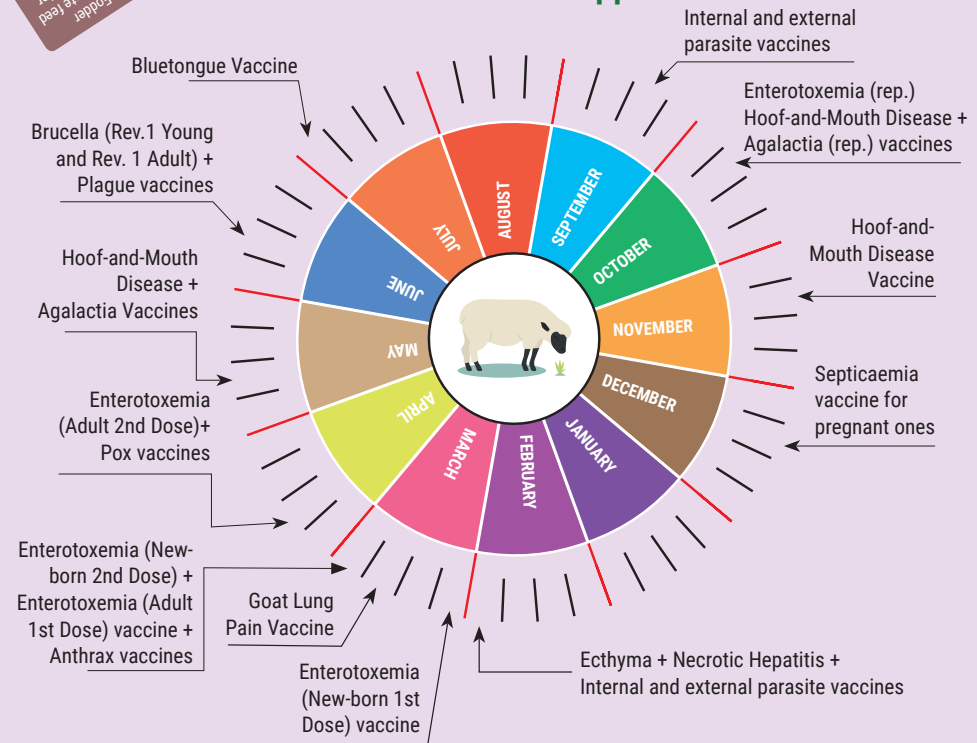 Fodder
te feed
Internal and external
parasite vaccines
Bluetongue Vaccine
Enterotoxemia (rep.)
Hoof-and-Mouth Disease +
Agalactia (rep.) vaccines
Brucella (Rev.1 Young
and Rev. 1 Adult) +
Plague vaccines
Hoof-and-
Mouth Disease
Vaccine
Hoof-and-Mouth
Disease +
Agalactia Vaccines
Septicaemia
vaccine for
pregnant ones
Enterotoxemia
(Adult 2nd Dose)+
Pox vaccines
Enterotoxemia (New-
born 2nd Dose) +
Enterotoxemia (Adult
1st Dose) vaccine +
Anthrax vaccines
Goat Lung
Pain Vaccine
Enterotoxemia
(New-born 1st
Dose) vaccine
Ecthyma + Necrotic Hepatitis +
Internal and external parasite vaccines
AUGUST
SEPTEMBER
OCTOBER
NOVEMBER
DECEMBER
JANUARY
FEBRUARY
MARCH
APRIL
MAY
JUNE
JULY